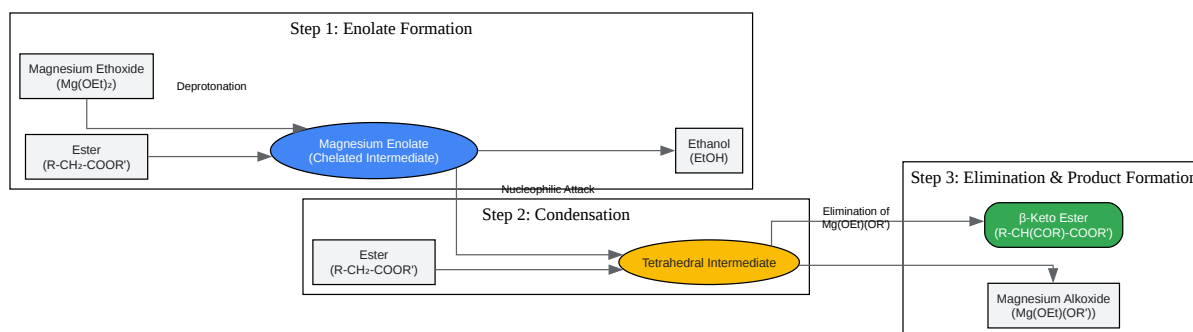 Step 1: Enolate Formation
Magnesium Ethoxide
(Mg(OEt)₂)
Deprotonation
Ester
(R-CH₂-COOR')
Magnesium Enolate
(Chelated Intermediate)
Ethanol
(EtOH)
Nucleophilic Attack
Step 2: Condensation
Ester
(R-CH₂-COOR')
Tetrahedral Intermediate
Elimination of
Mg(OEt)(OR')
Step 3: Elimination & Product Formation
β-Keto Ester
(R-CH(COR)-COOR')
Magnesium Alkoxide
(Mg(OEt)(OR'))